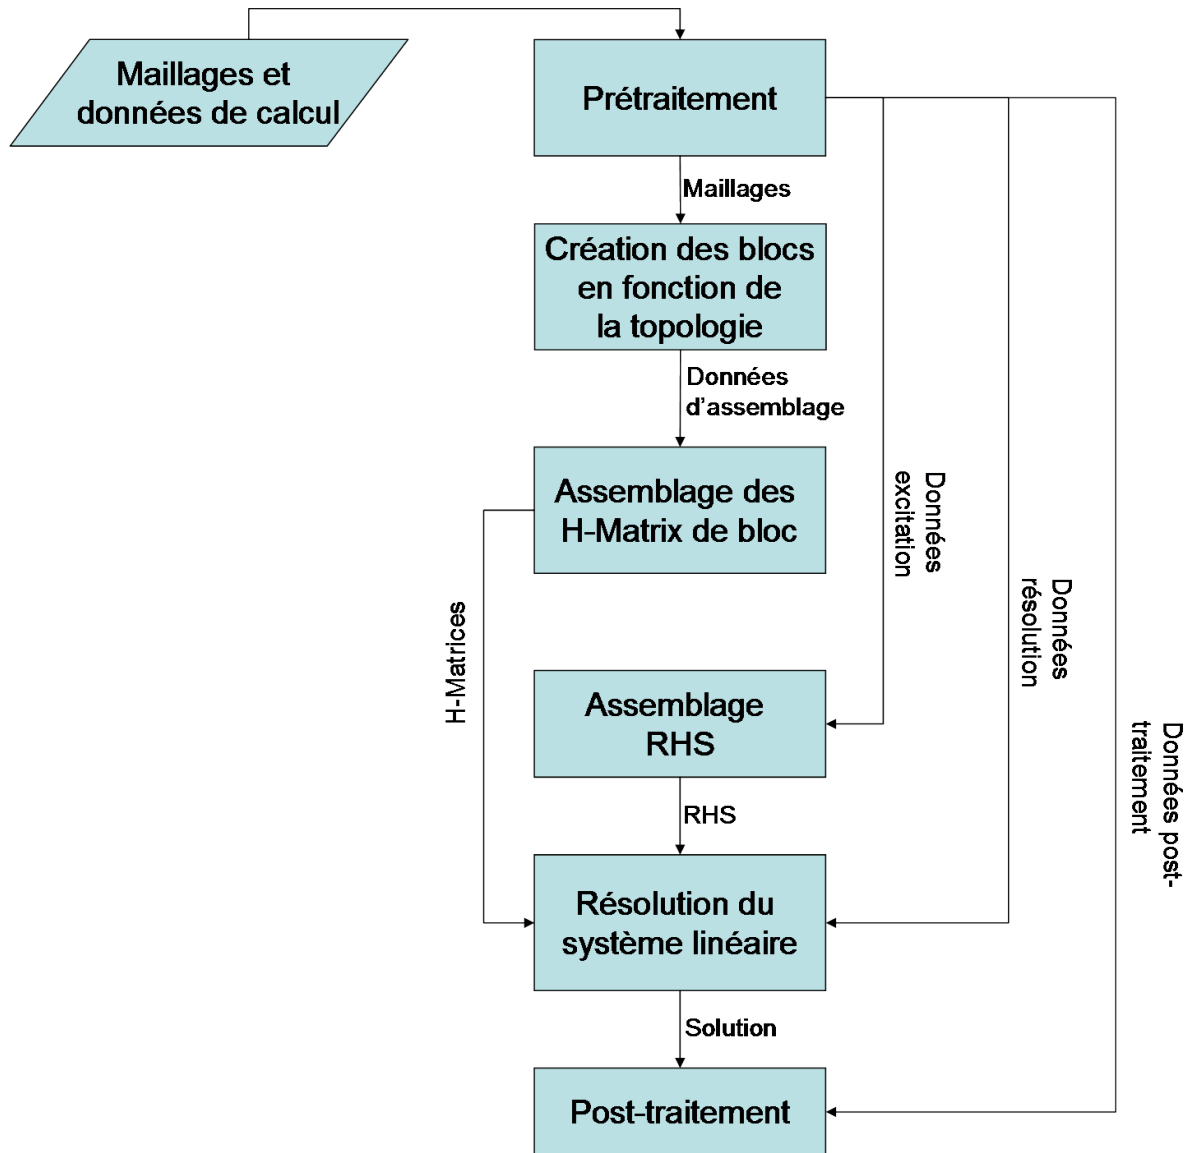 Maillages et
données de calcul
Prétraitement
Maillages
Création des blocs
en fonction de
la topologie
Données
d'assemblage
Assemblage des
H-Matrix de bloc
Données
excitation
Données
résolution
H-Matrices
Assemblage
RHS
Données post-
traitement
RHS
Résolution du
système linéaire
Solution
Post-traitement